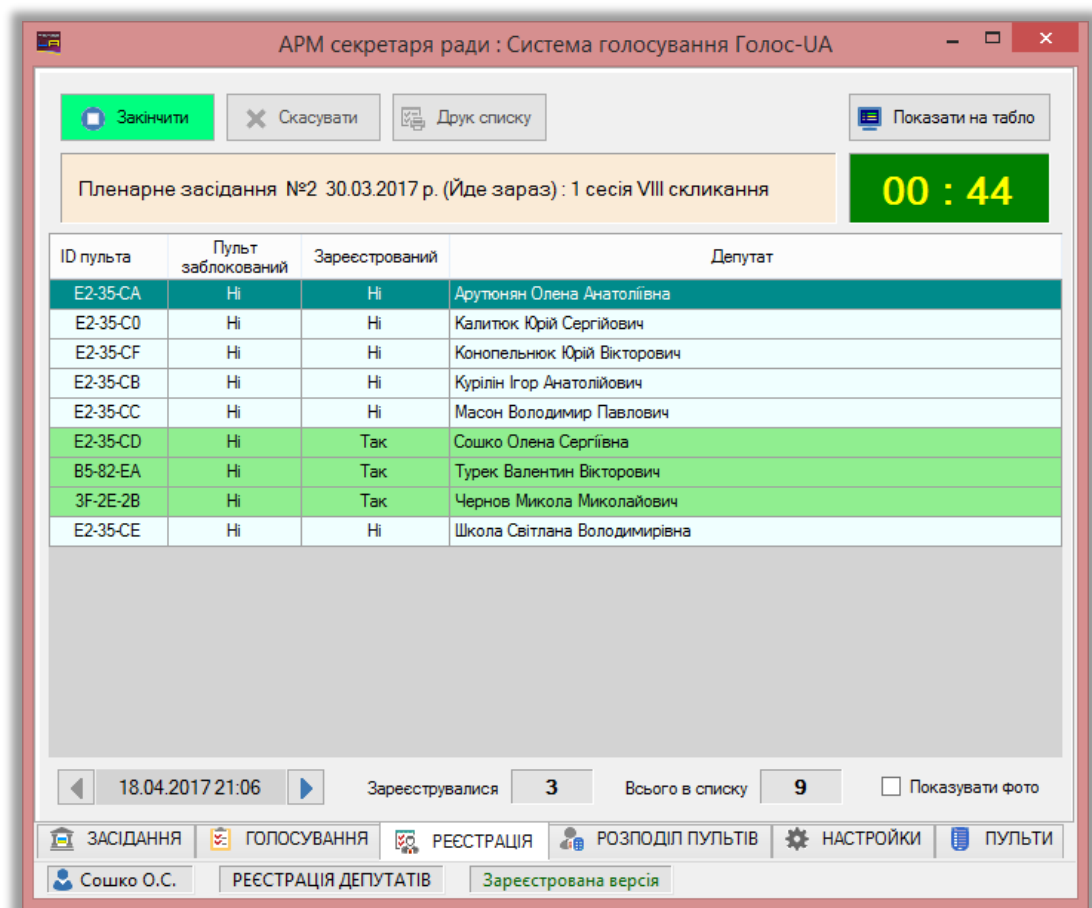 АРМ секретаря ради : Система голосування Голос-UA
Закінчити Скасувати Друк списку Показати на табло
Пленарне засідання №2 30.03.2017 р. (Йде зараз) : 1 сесія VIII скликання 00 : 44
ID пульта Пульт заблокований Зареєстрований Депутат
E2-35-CA Ні Ні Арутюнян Олена Анатоліївна
E2-35-C0 Ні Ні Калитюк Юрій Сергійович
E2-35-CF Ні Ні Конопельнюк Юрій Вікторович
E2-35-CB Ні Ні Курілін Ігор Анатолійович
E2-35-CC Ні Ні Масон Володимир Павлович
E2-35-CD Ні Так Сошко Олена Сергіївна
B5-82-EA Ні Так Турек Валентин Вікторович
3F-2E-2B Ні Так Чернов Микола Миколайович
E2-35-CE Ні Ні Школа Світлана Володимирівна
18.04.2017 21:06 Зареєструвалися 3 Всього в списку 9 Показувати фото
ЗАСІДАННЯ ГОЛОСУВАННЯ РЕЄСТРАЦІЯ РОЗПОДІЛ ПУЛЬТІВ НАСТРОЙКИ ПУЛЬТИ
Сошко О.С. РЕЄСТРАЦІЯ ДЕПУТАТІВ Зареєстрована версія